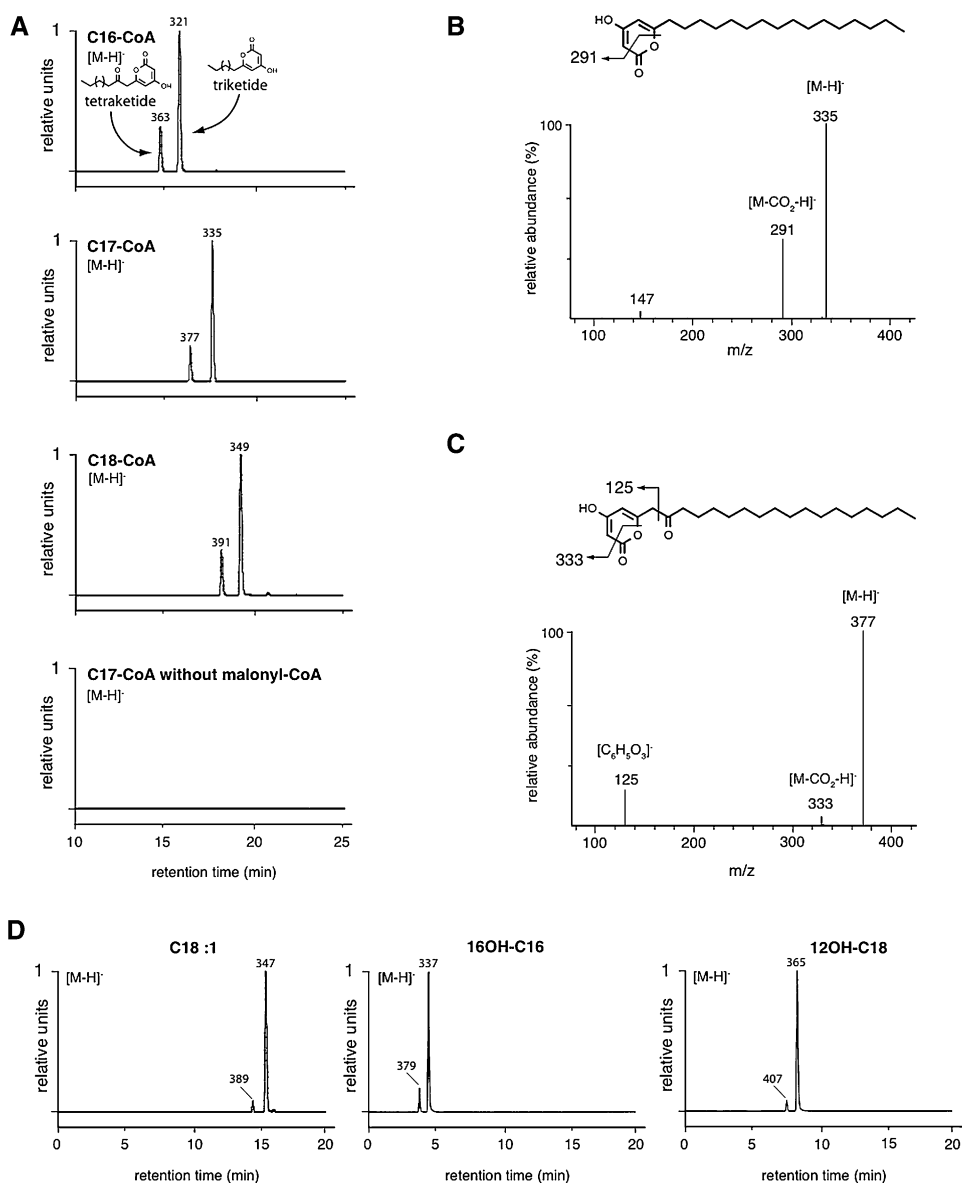 A
1
C16-CoA
[M-H]-
321
O
O
O
OH
tetraketide
363
O
O
OH
triketide
relative units
1
C17-CoA
[M-H]-
335
377
relative units
1
C18-CoA
[M-H]-
349
391
relative units
1
C17-CoA without malonyl-CoA
[M-H]-
relative units
10 15 20 25
retention time (min)
B
HO
O
O
291
[M-H]-
335
100
[M-CO2-H]-
291
147
relative abundance (%)
100 200 300 400
m/z
C
125
HO
O
O
O
333
[M-H]-
377
100
[C6H5O3]-
125
[M-CO2-H]-
333
relative abundance (%)
100 200 300 400
m/z
D
C18 :1
1
[M-H]-
347
389
relative units
0 5 10 15 20
retention time (min)
16OH-C16
1
[M-H]-
337
379
relative units
0 5 10 15 20
retention time (min)
12OH-C18
1
[M-H]-
365
407
relative units
0 5 10 15 20
retention time (min)